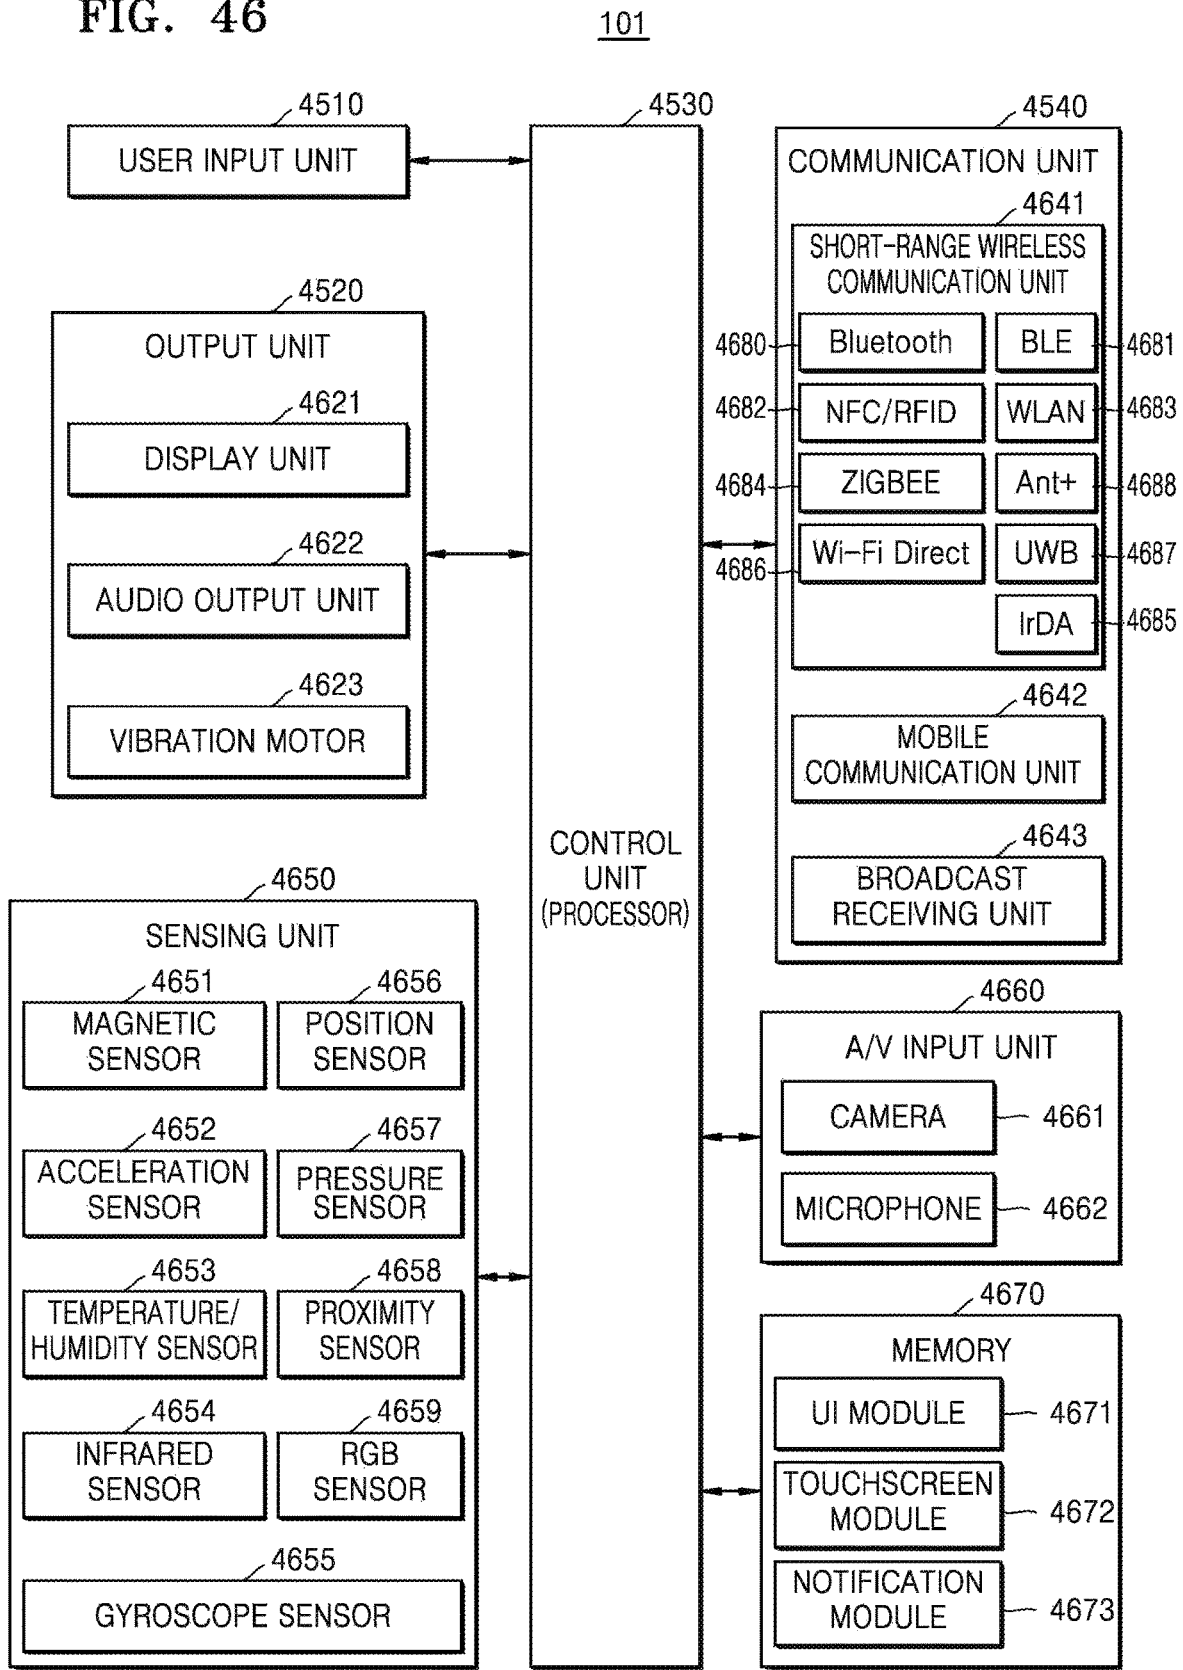 FIG. 46
101
4510
USER INPUT UNIT
4520
OUTPUT UNIT
4621
DISPLAY UNIT
4622
AUDIO OUTPUT UNIT
4623
VIBRATION MOTOR
4650
SENSING UNIT
4651
MAGNETIC
SENSOR
4656
POSITION
SENSOR
4652
ACCELERATION
SENSOR
4657
PRESSURE
SENSOR
4653
TEMPERATURE/
HUMIDITY SENSOR
4658
PROXIMITY
SENSOR
4654
INFRARED
SENSOR
4659
RGB
SENSOR
4655
GYROSCOPE SENSOR
4530
CONTROL
UNIT
(PROCESSOR)
4540
COMMUNICATION UNIT
4641
SHORT-RANGE WIRELESS
COMMUNICATION UNIT
4680
Bluetooth
BLE
4681
4682
NFC/RFID
WLAN
4683
4684
ZIGBEE
Ant+
4688
4686
Wi-Fi Direct
UWB
4687
IrDA
4685
4642
MOBILE
COMMUNICATION UNIT
4643
BROADCAST
RECEIVING UNIT
4660
A/V INPUT UNIT
CAMERA
4661
MICROPHONE
4662
4670
MEMORY
UI MODULE
4671
TOUCHSCREEN
MODULE
4672
NOTIFICATION
MODULE
4673